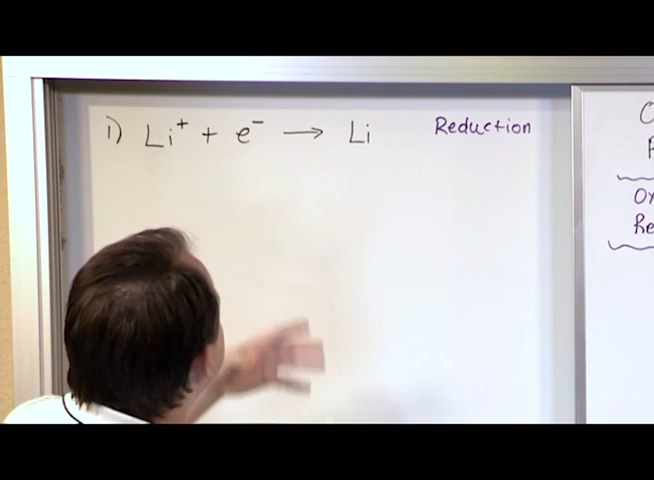 1) Li⁺ + e⁻ → Li Reduction